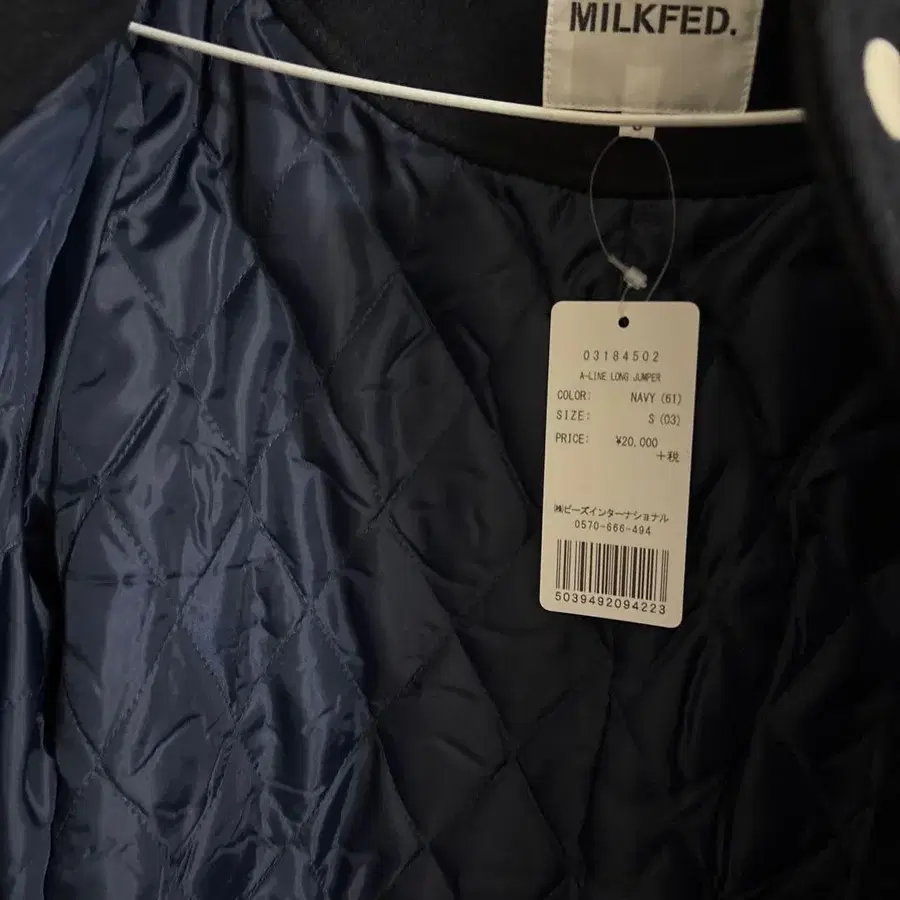 MILKFED.
03184502
A-LINE LONG JUMPER
COLOR: NAVY (61)
SIZE: S (03)
PRICE: ¥20,000
+税
㈱ビーズインターナショナル
0570-666-494
5039492094223